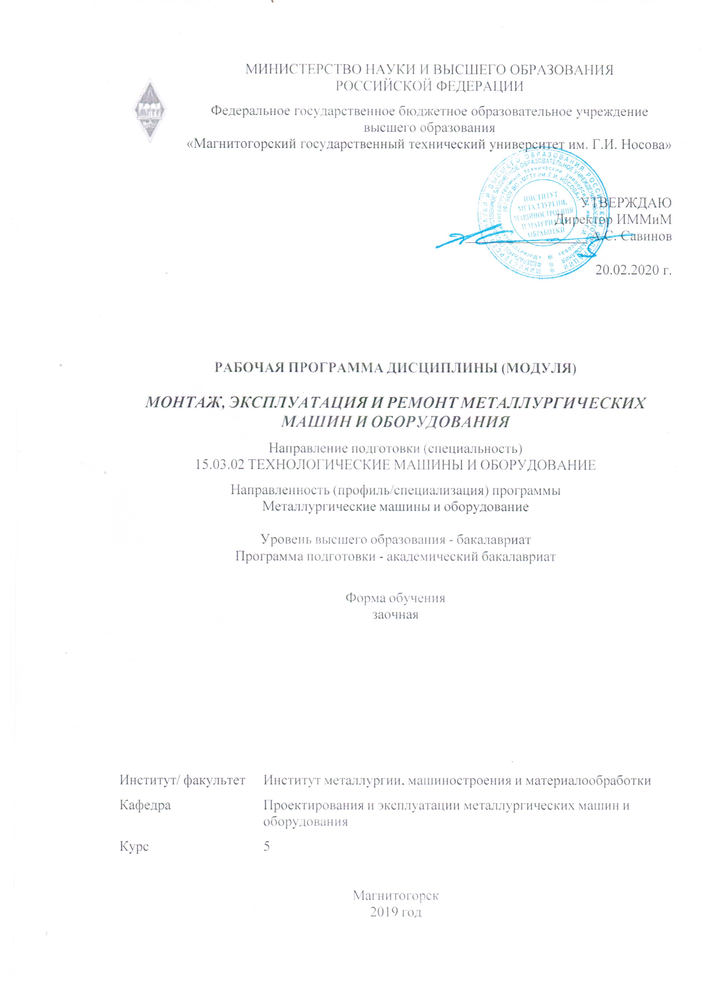 МИНИСТЕРСТВО НАУКИ И ВЫСШЕГО ОБРАЗОВАНИЯ
РОССИЙСКОЙ ФЕДЕРАЦИИ
Федеральное государственное бюджетное образовательное учреждение
высшего образования
«Магнитогорский государственный технический университет им. Г.И. Носова»
УТВЕРЖДАЮ
Директор ИММиМ
А.С. Савинов
20.02.2020 г.
ИНСТИТУТ
МЕТАЛЛУРГИИ,
МАШИНОСТРОЕНИЯ
И МАТЕРИАЛО
ОБРАБОТКИ
РАБОЧАЯ ПРОГРАММА ДИСЦИПЛИНЫ (МОДУЛЯ)
МОНТАЖ, ЭКСПЛУАТАЦИЯ И РЕМОНТ МЕТАЛЛУРГИЧЕСКИХ
МАШИН И ОБОРУДОВАНИЯ
Направление подготовки (специальность)
15.03.02 ТЕХНОЛОГИЧЕСКИЕ МАШИНЫ И ОБОРУДОВАНИЕ
Направленность (профиль/специализация) программы
Металлургические машины и оборудование
Уровень высшего образования - бакалавриат
Программа подготовки - академический бакалавриат
Форма обучения
заочная
Институт/ факультет Институт металлургии, машиностроения и материалообработки
Кафедра Проектирования и эксплуатации металлургических машин и
оборудования
Курс 5
Магнитогорск
2019 год